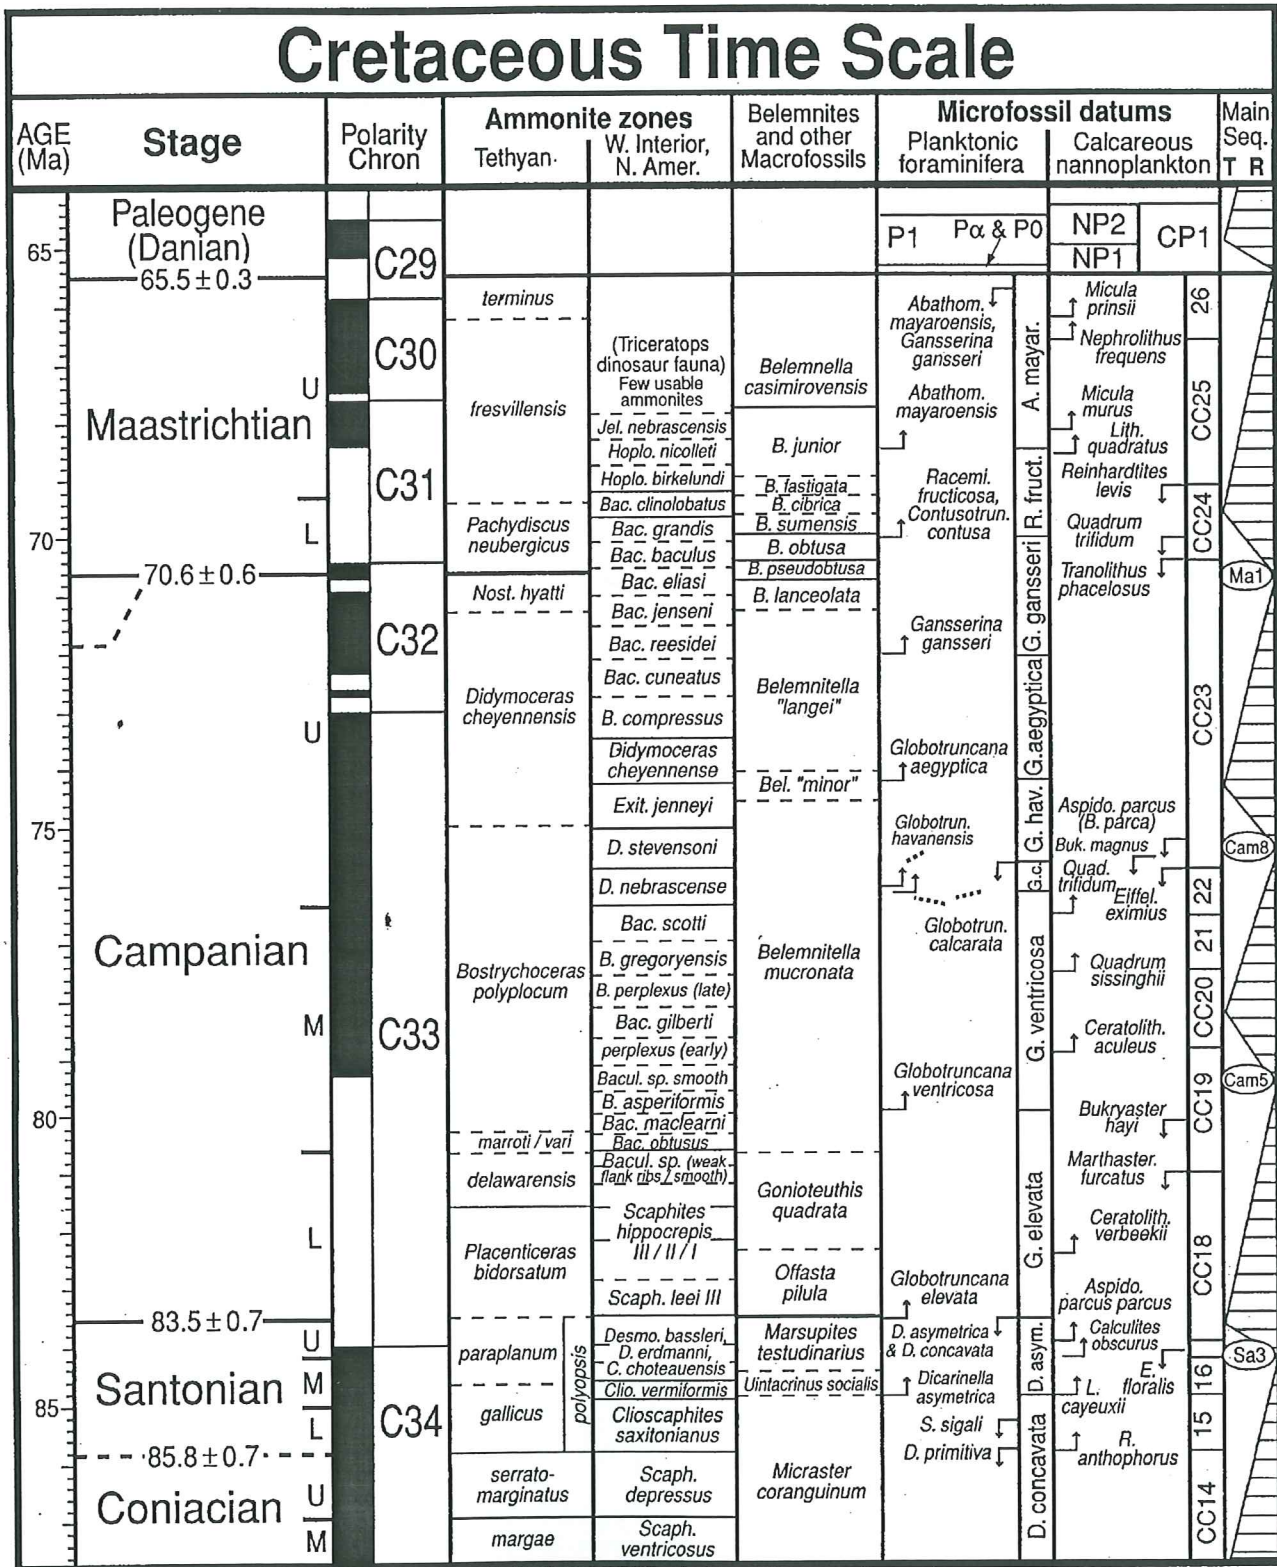 Cretaceous Time Scale
AGE
(Ma)
Stage
Polarity
Chron
Ammonite zones
Tethyan
W. Interior,
N. Amer.
Belemnites
and other
Macrofossils
Microfossil datums
Planktonic
foraminifera
Calcareous
nannoplankton
Main
Seq.
T R
65
70
75
80
85
Paleogene
(Danian)
65.5 ± 0.3
Maastrichtian
U
L
70.6 ± 0.6
Campanian
U
M
L
83.5 ± 0.7
Santonian
U
M
L
85.8 ± 0.7
Coniacian
U
M
C29
C30
C31
C32
C33
C34
terminus
fresvillensis
Pachydiscus
neubergicus
Nost. hyatti
Didymoceras
cheyennensis
Bostrychoceras
polyplocum
marroti / vari
delawarensis
Placenticeras
bidorsatum
paraplanum
gallicus
polyopsis
serrato-
marginatus
margae
(Triceratops
dinosaur fauna)
Few usable
ammonites
Jel. nebrascensis
Hoplo. nicolleti
Hoplo. birkelundi
Bac. clinolobatus
Bac. grandis
Bac. baculus
Bac. eliasi
Bac. jenseni
Bac. reesidei
Bac. cuneatus
B. compressus
Didymoceras
cheyennense
Exit. jenneyi
D. stevensoni
D. nebrascense
Bac. scotti
B. gregoryensis
B. perplexus (late)
Bac. gilberti
perplexus (early)
Bacul. sp. smooth
B. asperiformis
Bac. maclearni
Bac. obtusus
Bacul. sp. (weak
flank ribs / smooth)
Scaphites
hippocrepis
III / II / I
Scaph. leei III
Desmo. bassleri,
D. erdmanni,
C. choteauensis
Clio. vermiformis
Clioscaphites
saxitonianus
Scaph.
depressus
Scaph.
ventricosus
Belemnella
casimirovensis
B. junior
B. fastigata
B. cibrica
B. sumensis
B. obtusa
B. pseudobtusa
B. lanceolata
Belemnitella
"langei"
Bel. "minor"
Belemnitella
mucronata
Gonioteuthis
quadrata
Offasta
pilula
Marsupites
testudinarius
Uintacrinus socialis
Micraster
coranguinum
P1
Pα & P0
Abathom.
mayaroensis,
Gansserina
gansseri
Abathom.
mayaroensis
Racemi.
fructicosa,
Contusotrun.
contusa
Gansserina
gansseri
Globotruncana
aegyptica
Globotrun.
havanensis
Globotrun.
calcarata
Globotruncana
ventricosa
Globotruncana
elevata
D. asymetrica
& D. concavata
Dicarinella
asymetrica
S. sigali
D. primitiva
A. mayar.
R. fruct.
G. gansseri
G.aegyptica
G. hav.
G.c.
G. ventricosa
G. elevata
D. asym.
D. concavata
NP2
NP1
CP1
Micula
prinsii
Nephrolithus
frequens
Micula
murus
Lith.
quadratus
Reinhardtites
levis
Quadrum
trifidum
Tranolithus
phacelosus
Aspido. parcus
(B. parca)
Buk. magnus
Quad.
trifidum
Eiffel.
eximius
Quadrum
sissinghii
Ceratolith.
aculeus
Bukryaster
hayi
Marthaster.
furcatus
Ceratolith.
verbeekii
Aspido.
parcus parcus
Calculites
obscurus
E.
floralis
L.
cayeuxii
R.
anthophorus
26
CC25
CC24
CC23
22
21
CC20
CC19
CC18
16
15
CC14
Ma1
Cam8
Cam5
Sa3